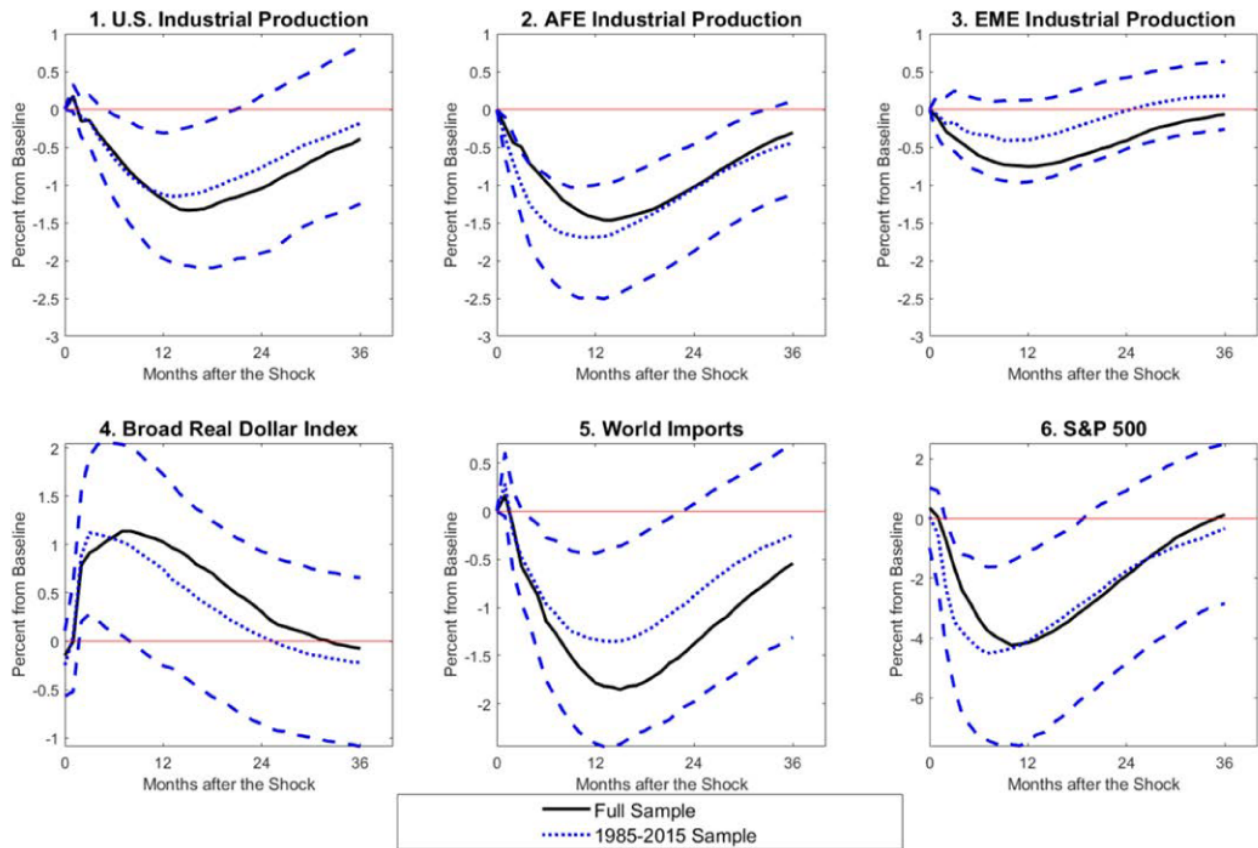 1. U.S. Industrial Production
Percent from Baseline
1
0.5
0
-0.5
-1
-1.5
-2
-2.5
-3
0 12 24 36
Months after the Shock
2. AFE Industrial Production
Percent from Baseline
1
0.5
0
-0.5
-1
-1.5
-2
-2.5
-3
0 12 24 36
Months after the Shock
3. EME Industrial Production
Percent from Baseline
1
0.5
0
-0.5
-1
-1.5
-2
-2.5
-3
0 12 24 36
Months after the Shock
4. Broad Real Dollar Index
Percent from Baseline
2
1.5
1
0.5
0
-0.5
-1
0 12 24 36
Months after the Shock
5. World Imports
Percent from Baseline
0.5
0
-0.5
-1
-1.5
-2
0 12 24 36
Months after the Shock
6. S&P 500
Percent from Baseline
2
0
-2
-4
-6
0 12 24 36
Months after the Shock
Full Sample
1985-2015 Sample